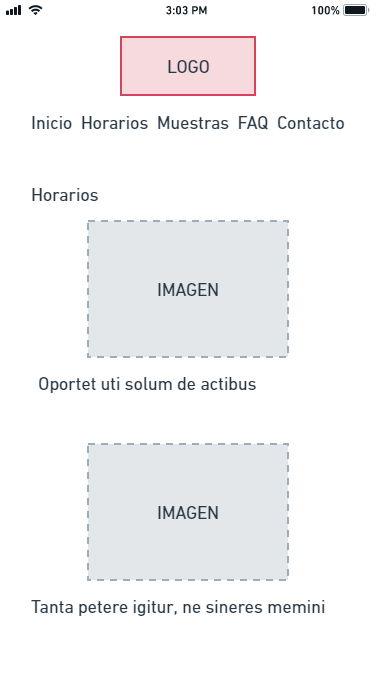 3:03 PM 100%
LOGO
Inicio Horarios Muestras FAQ Contacto
Horarios
IMAGEN
Oportet uti solum de actibus
IMAGEN
Tanta petere igitur, ne sineres memini